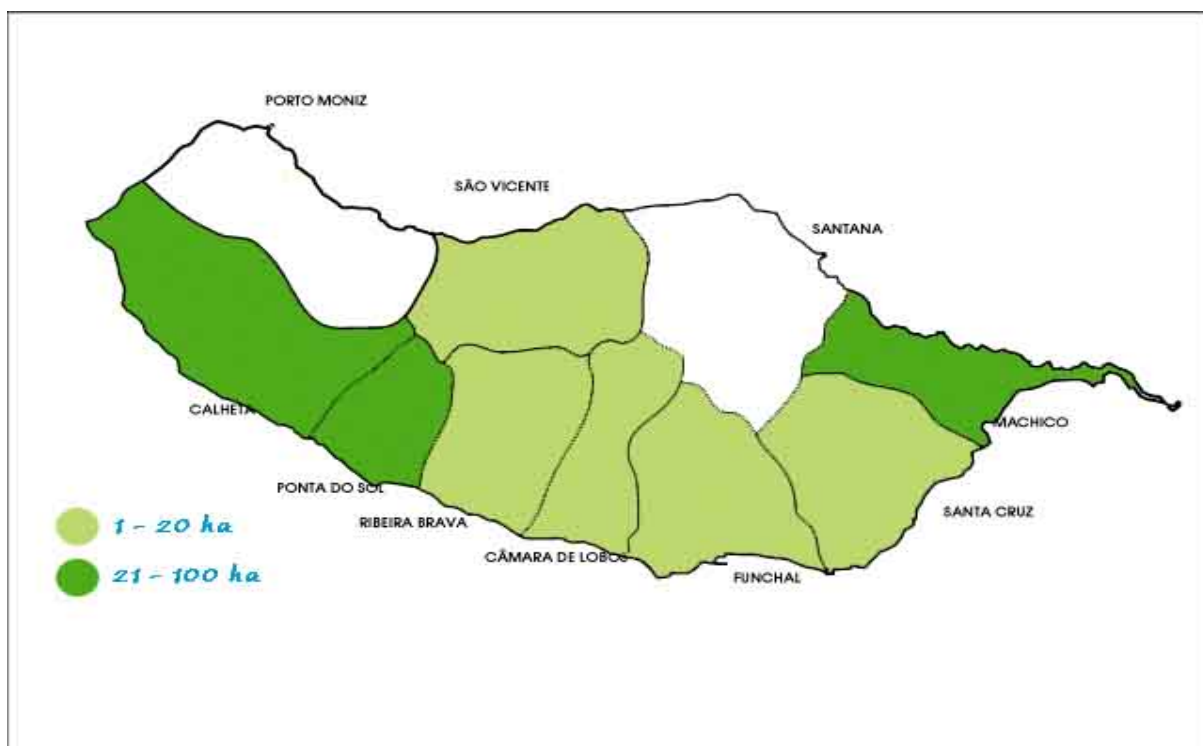 PORTO MONIZ
SÃO VICENTE
SANTANA
CALHETA
MACHICO
PONTA DO SOL
SANTA CRUZ
RIBEIRA BRAVA
CÂMARA DE LOBOS
FUNCHAL
1 - 20 ha
21 - 100 ha